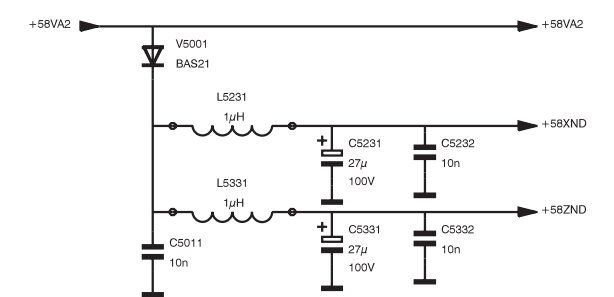 +58VA2
+58VA2
V5001
BAS21
L5231
1µH
+58XND
+
C5231
27µ
100V
C5232
10n
L5331
1µH
+58ZND
+
C5331
27µ
100V
C5332
10n
C5011
10n